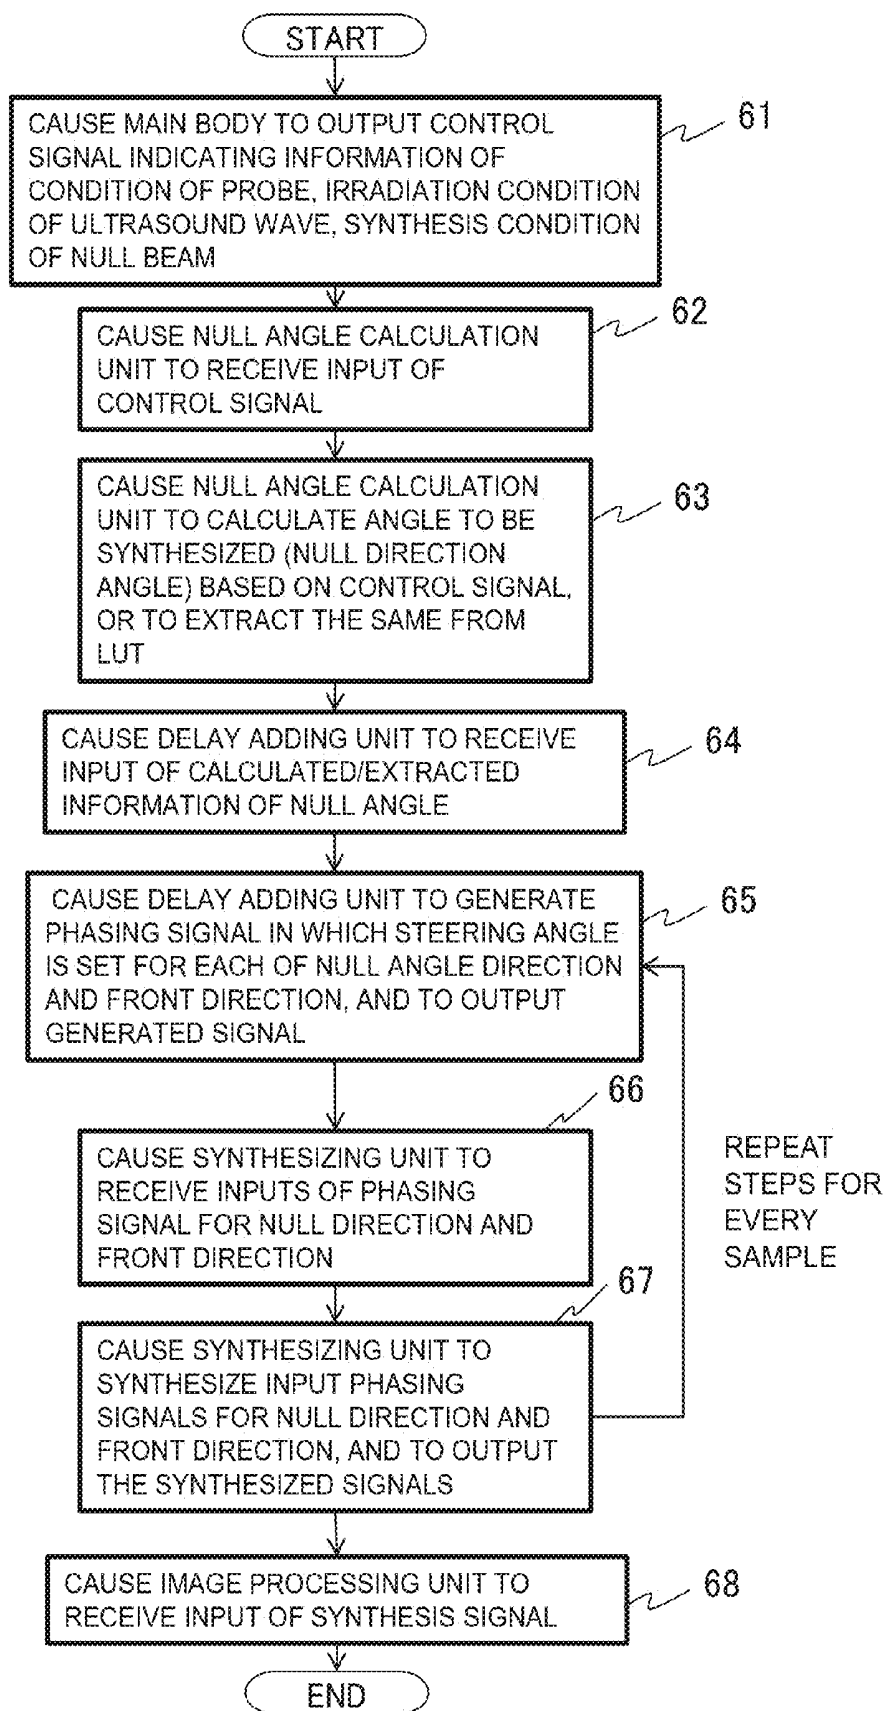 START
CAUSE MAIN BODY TO OUTPUT CONTROL
SIGNAL INDICATING INFORMATION OF
CONDITION OF PROBE, IRRADIATION CONDITION
OF ULTRASOUND WAVE, SYNTHESIS CONDITION
OF NULL BEAM
61
CAUSE NULL ANGLE CALCULATION
UNIT TO RECEIVE INPUT OF
CONTROL SIGNAL
62
CAUSE NULL ANGLE CALCULATION
UNIT TO CALCULATE ANGLE TO BE
SYNTHESIZED (NULL DIRECTION
ANGLE) BASED ON CONTROL SIGNAL,
OR TO EXTRACT THE SAME FROM
LUT
63
CAUSE DELAY ADDING UNIT TO RECEIVE
INPUT OF CALCULATED/EXTRACTED
INFORMATION OF NULL ANGLE
64
CAUSE DELAY ADDING UNIT TO GENERATE
PHASING SIGNAL IN WHICH STEERING ANGLE
IS SET FOR EACH OF NULL ANGLE DIRECTION
AND FRONT DIRECTION, AND TO OUTPUT
GENERATED SIGNAL
65
CAUSE SYNTHESIZING UNIT TO
RECEIVE INPUTS OF PHASING
SIGNAL FOR NULL DIRECTION AND
FRONT DIRECTION
66
REPEAT
STEPS FOR
EVERY
SAMPLE
CAUSE SYNTHESIZING UNIT TO
SYNTHESIZE INPUT PHASING
SIGNALS FOR NULL DIRECTION AND
FRONT DIRECTION, AND TO OUTPUT
THE SYNTHESIZED SIGNALS
67
CAUSE IMAGE PROCESSING UNIT TO
RECEIVE INPUT OF SYNTHESIS SIGNAL
68
END